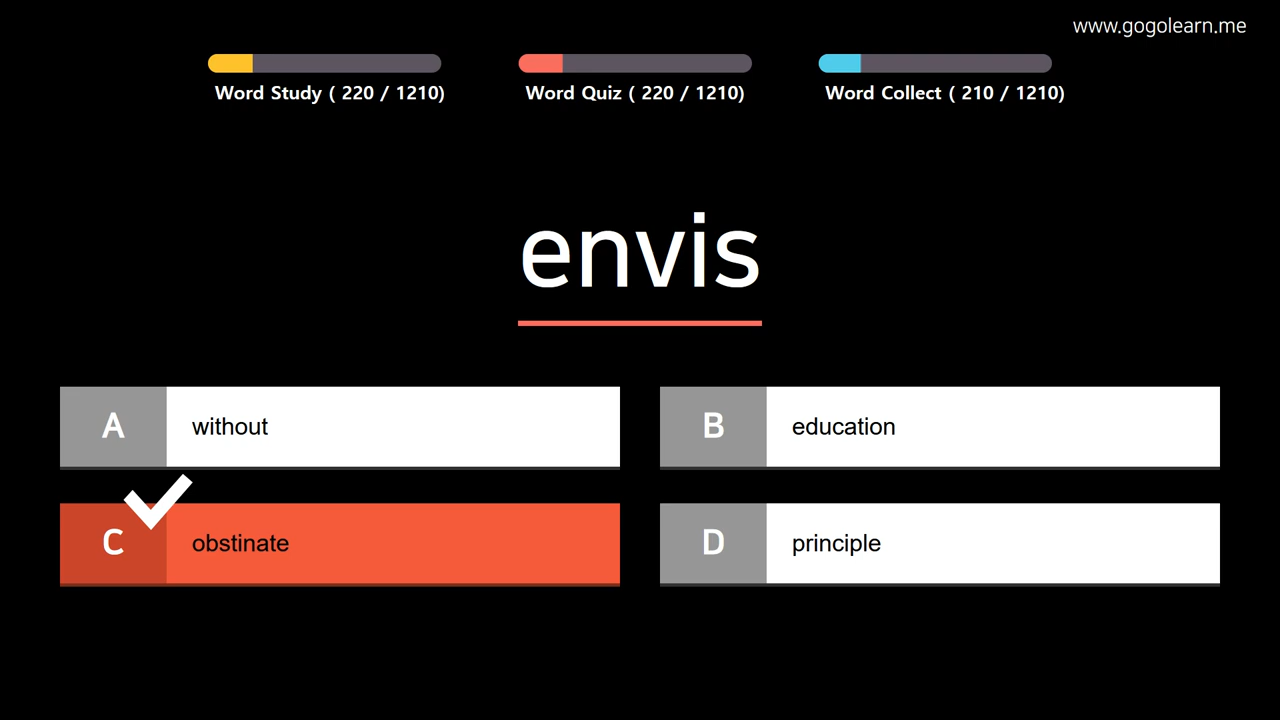 www.gogolearn.me
Word Study ( 220 / 1210)
Word Quiz ( 220 / 1210)
Word Collect ( 210 / 1210)
envis
A without
B education
C obstinate
D principle